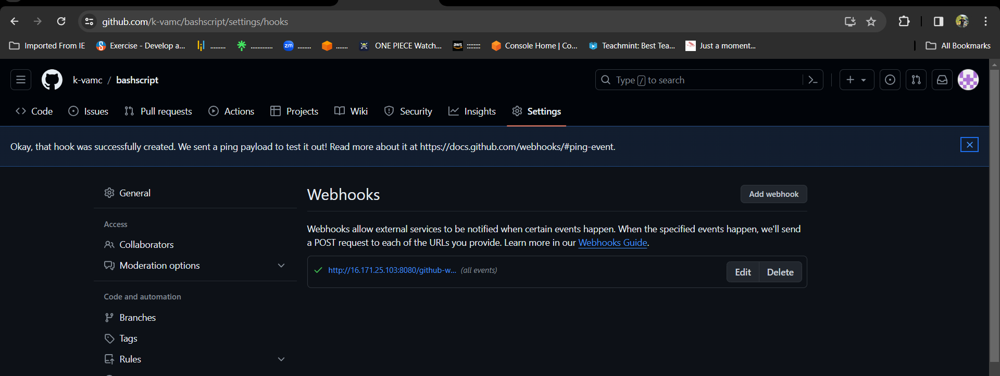 github.com/k-vamc/bashscript/settings/hooks
Imported From IE Exercise - Develop a... ......... ............. zm ........ ....... ONE PIECE Watch... aws :::::::: Console Home | Co... Teachmint: Best Tea... Just a moment... All Bookmarks
k-vamc / bashscript Type / to search
Code Issues Pull requests Actions Projects Wiki Security Insights Settings
Okay, that hook was successfully created. We sent a ping payload to test it out! Read more about it at https://docs.github.com/webhooks/#ping-event.
General
Access
Collaborators
Moderation options
Code and automation
Branches
Tags
Rules
Webhooks Add webhook
Webhooks allow external services to be notified when certain events happen. When the specified events happen, we'll send
a POST request to each of the URLs you provide. Learn more in our Webhooks Guide.
http://16.171.25.103:8080/github-w... (all events) Edit Delete